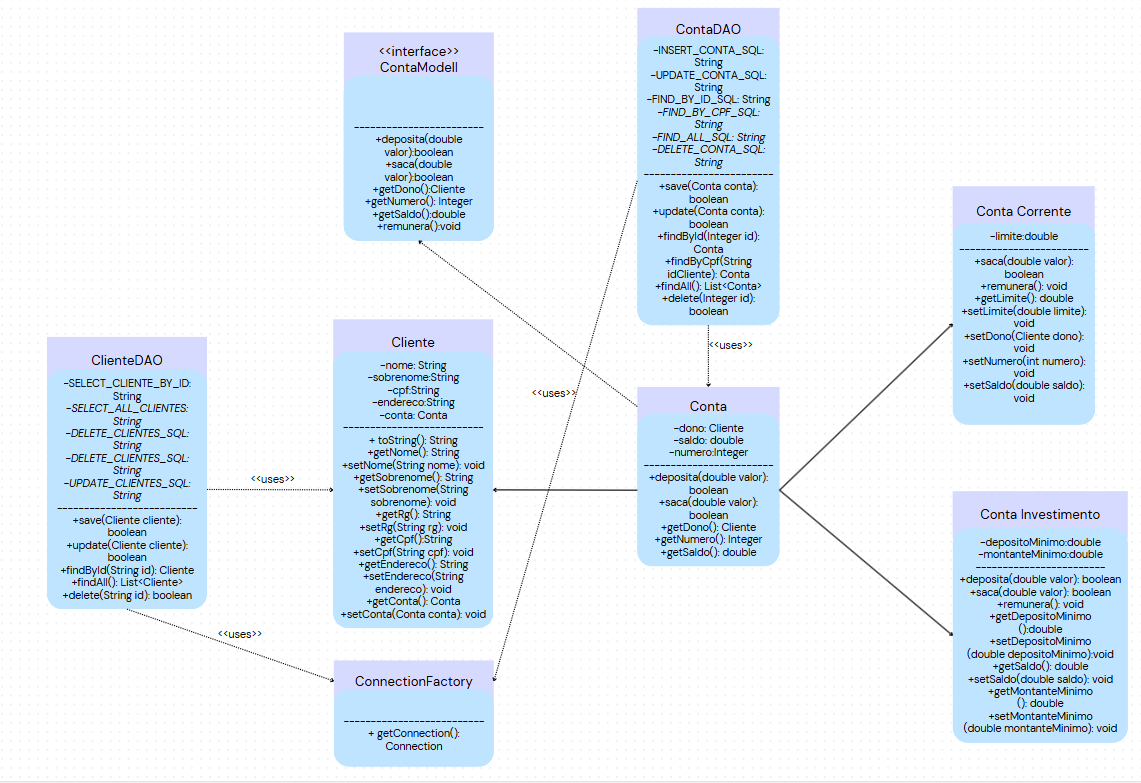 <<interface>>
ContaModell
------------------------
+deposita(double
valor):boolean
+saca(double
valor):boolean
+getDono():Cliente
+getNumero(): Integer
+getSaldo():double
+remunera():void
ContaDAO
-INSERT_CONTA_SQL:
String
-UPDATE_CONTA_SQL:
String
-FIND_BY_ID_SQL: String
-FIND_BY_CPF_SQL:
String
-FIND_ALL_SQL: String
-DELETE_CONTA_SQL:
String
------------------------
+save(Conta conta):
boolean
+update(Conta conta):
boolean
+findById(Integer id):
Conta
+findByCpf(String
idCliente): Conta
+findAll(): List<Conta>
+delete(Integer id):
boolean
Conta Corrente
-limite:double
------------------------
+saca(double valor):
boolean
+remunera(): void
+getLimite(): double
+setLimite(double limite):
void
+setDono(Cliente dono):
void
+setNumero(int numero):
void
+setSaldo(double saldo):
void
ClienteDAO
-SELECT_CLIENTE_BY_ID:
String
-SELECT_ALL_CLIENTES:
String
-DELETE_CLIENTES_SQL:
String
-DELETE_CLIENTES_SQL:
String
-UPDATE_CLIENTES_SQL:
String
--------------------------
+save(Cliente cliente):
boolean
+update(Cliente cliente):
boolean
+findById(String id): Cliente
+findAll(): List<Cliente>
+delete(String id): boolean
<<uses>>
Cliente
-nome: String
-sobrenome:String
-cpf:String
-endereco:String
-conta: Conta
--------------------------
+ toString(): String
+getNome(): String
+setNome(String nome): void
+getSobrenome(): String
+setSobrenome(String
sobrenome): void
+getRg(): String
+setRg(String rg): void
+getCpf():String
+setCpf(String cpf): void
+getEndereco(): String
+setEndereco(String
endereco): void
+getConta(): Conta
+setConta(Conta conta): void
<<uses>>
<<uses>>
Conta
-dono: Cliente
-saldo: double
-numero:Integer
------------------------
+deposita(double valor):
boolean
+saca(double valor):
boolean
+getDono(): Cliente
+getNumero(): Integer
+getSaldo(): double
Conta Investimento
-depositoMinimo:double
-montanteMinimo:double
------------------------
+deposita(double valor): boolean
+saca(double valor): boolean
+remunera(): void
+getDepositoMinimo
():double
+setDepositoMinimo
(double depositoMinimo):void
+getSaldo(): double
+setSaldo(double saldo): void
+getMontanteMinimo
(): double
+setMontanteMinimo
(double montanteMinimo): void
<<uses>>
ConnectionFactory
--------------------------
+ getConnection():
Connection